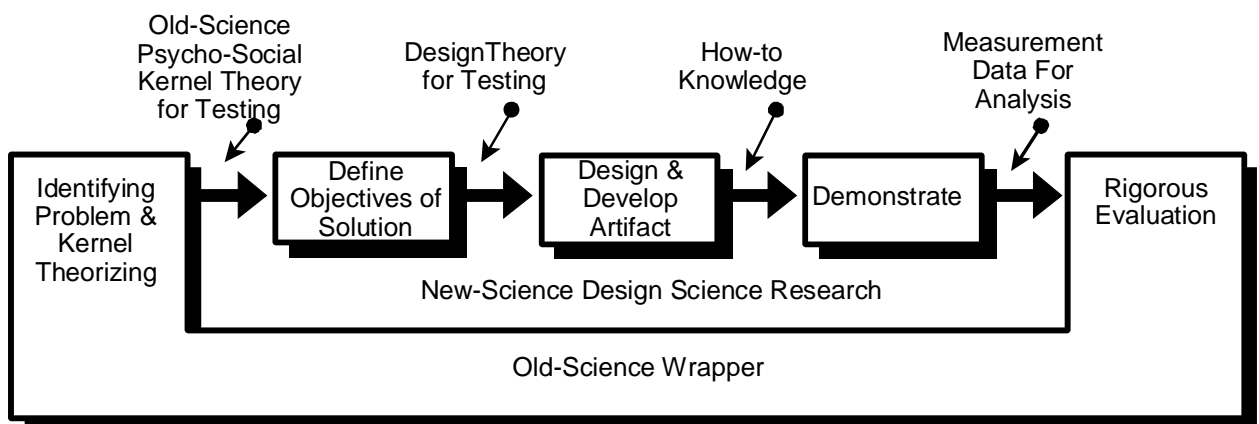 Old-Science
Psycho-Social
Kernel Theory
for Testing
DesignTheory
for Testing
How-to
Knowledge
Measurement
Data For
Analysis
Identifying
Problem &
Kernel
Theorizing
Define
Objectives of
Solution
Design &
Develop
Artifact
Demonstrate
Rigorous
Evaluation
New-Science Design Science Research
Old-Science Wrapper